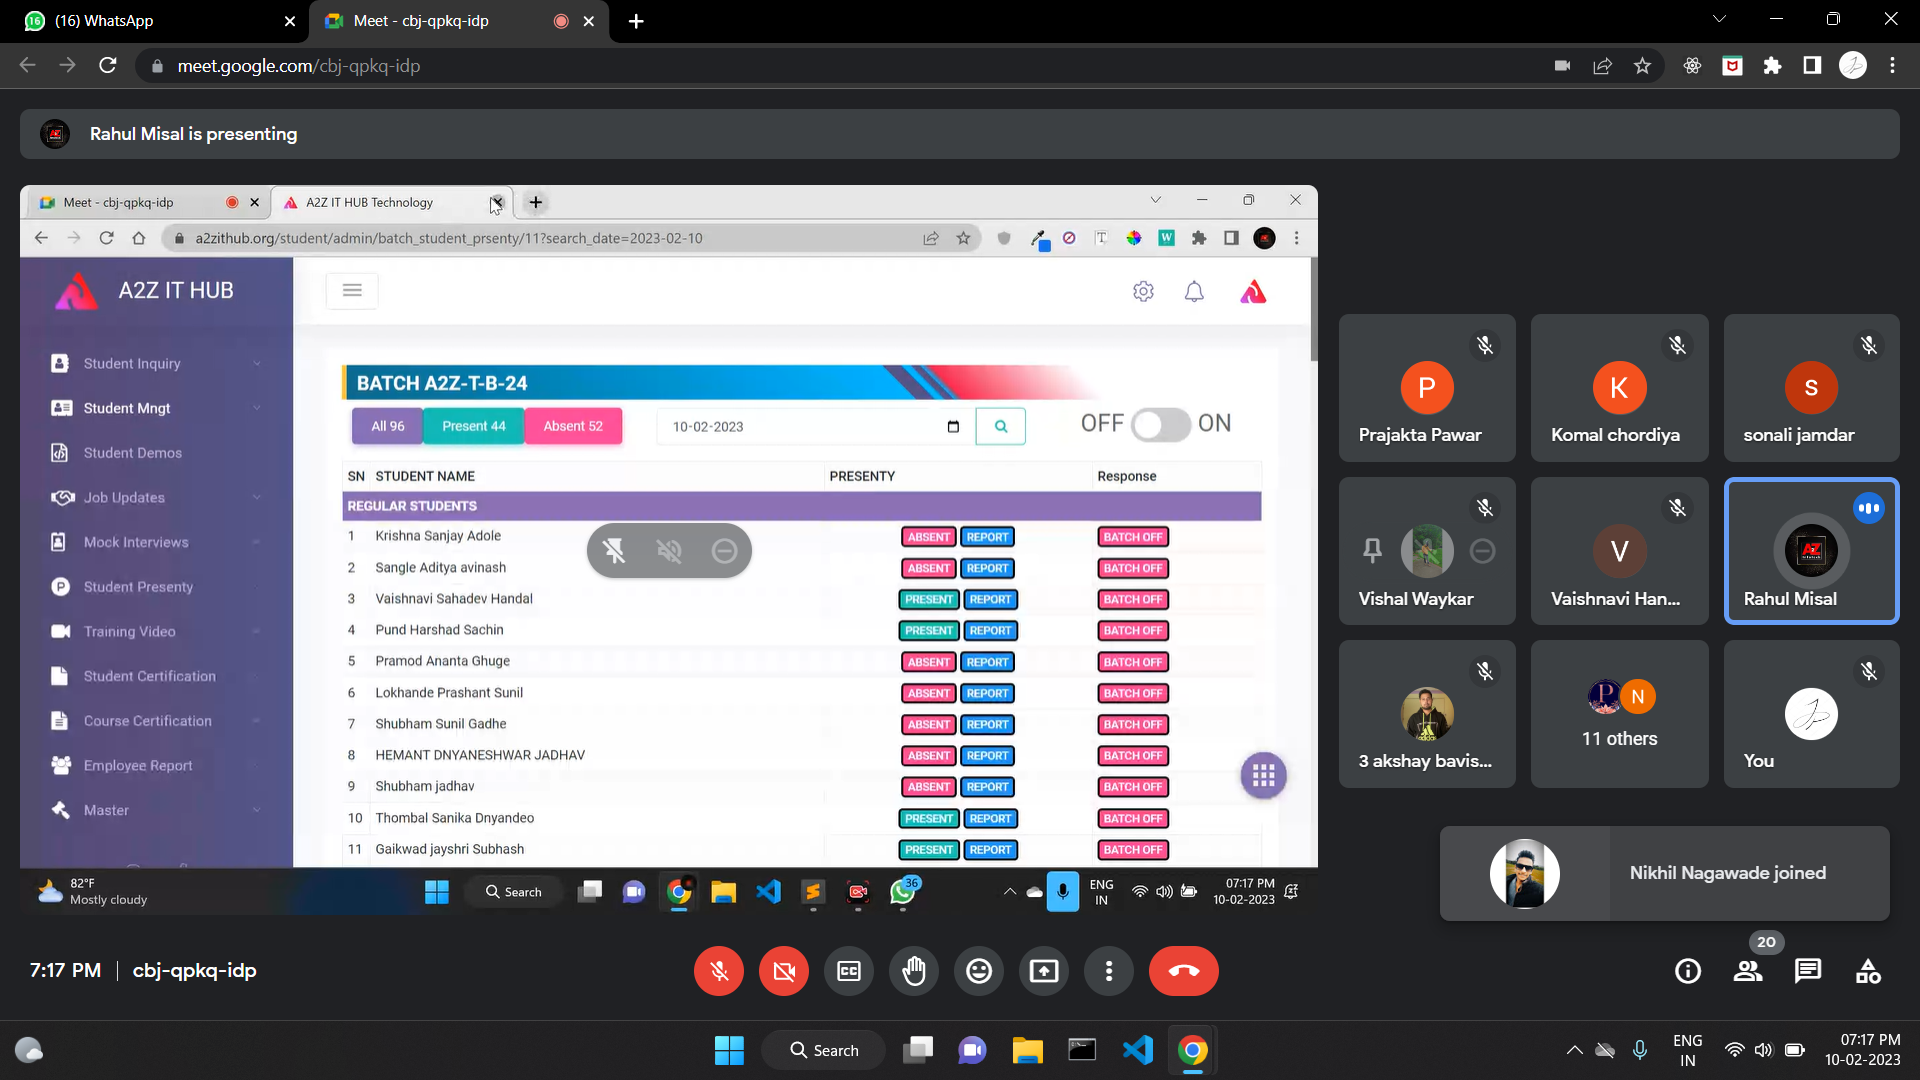 (16) WhatsApp
Meet - cbj-qpkq-idp
meet.google.com/cbj-qpkq-idp
Rahul Misal is presenting
Meet - cbj-qpkq-idp
A2Z IT HUB Technology
a2zithub.org/student/admin/batch_student_prsenty/11?search_date=2023-02-10
A2Z IT HUB
Student Inquiry
Student Mngt
Student Demos
Job Updates
Mock Interviews
Student Presenty
Training Video
Student Certification
Course Certification
Employee Report
Master
BATCH A2Z-T-B-24
All 96 Present 44 Absent 52 10-02-2023 OFF ON
SN STUDENT NAME PRESENTY Response
REGULAR STUDENTS
1 Krishna Sanjay Adole ABSENT REPORT BATCH OFF
2 Sangle Aditya avinash ABSENT REPORT BATCH OFF
3 Vaishnavi Sahadev Handal PRESENT REPORT BATCH OFF
4 Pund Harshad Sachin PRESENT REPORT BATCH OFF
5 Pramod Ananta Ghuge ABSENT REPORT BATCH OFF
6 Lokhande Prashant Sunil ABSENT REPORT BATCH OFF
7 Shubham Sunil Gadhe ABSENT REPORT BATCH OFF
8 HEMANT DNYANESHWAR JADHAV ABSENT REPORT BATCH OFF
9 Shubham jadhav ABSENT REPORT BATCH OFF
10 Thombal Sanika Dnyandeo PRESENT REPORT BATCH OFF
11 Gaikwad jayshri Subhash PRESENT REPORT BATCH OFF
82°F
Mostly cloudy
Search
36
ENG
IN
07:17 PM
10-02-2023
P
Prajakta Pawar
K
Komal chordiya
s
sonali jamdar
Vishal Waykar
V
Vaishnavi Han...
Rahul Misal
3 akshay bavis...
P N
11 others
You
Nikhil Nagawade joined
7:17 PM | cbj-qpkq-idp
20
Search
ENG
IN
07:17 PM
10-02-2023